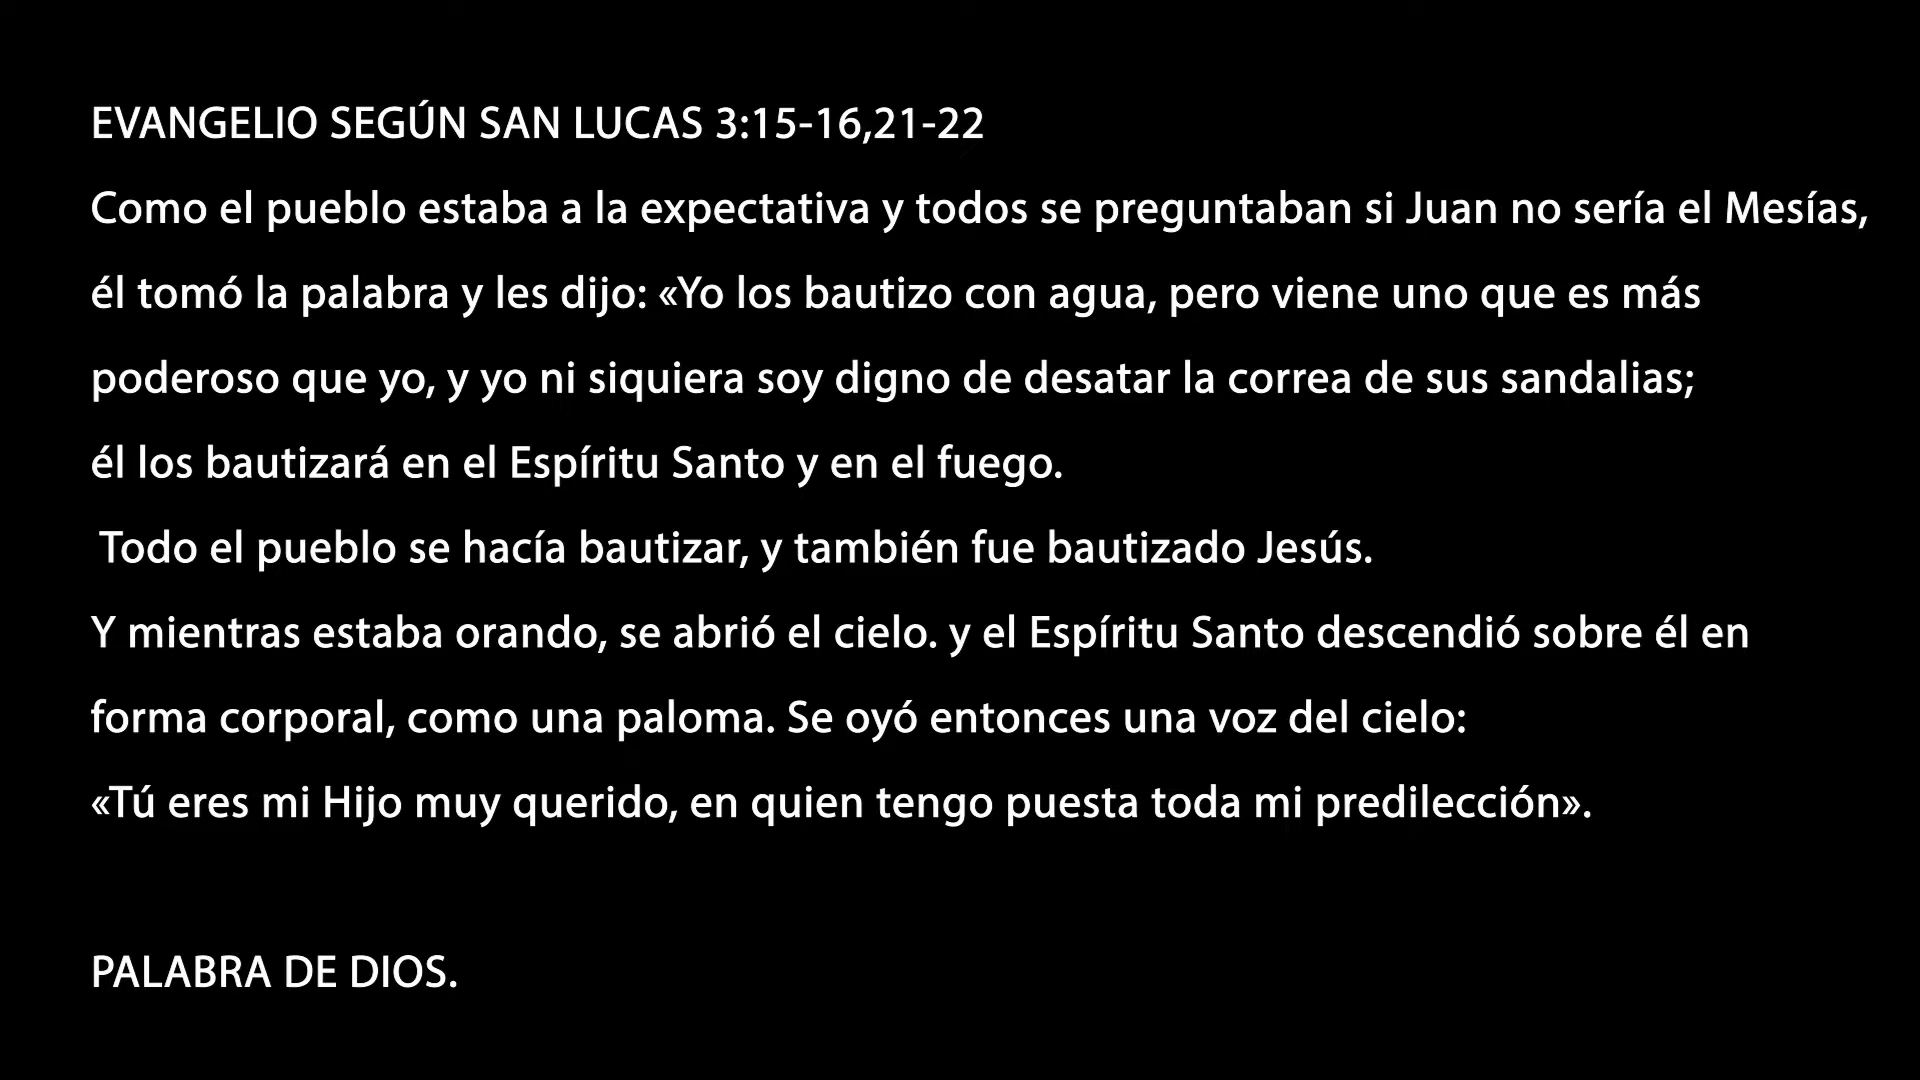 EVANGELIO SEGÚN SAN LUCAS 3:15-16,21-22
Como el pueblo estaba a la expectativa y todos se preguntaban si Juan no sería el Mesías,
él tomó la palabra y les dijo: «Yo los bautizo con agua, pero viene uno que es más
poderoso que yo, y yo ni siquiera soy digno de desatar la correa de sus sandalias;
él los bautizará en el Espíritu Santo y en el fuego.
Todo el pueblo se hacía bautizar, y también fue bautizado Jesús.
Y mientras estaba orando, se abrió el cielo. y el Espíritu Santo descendió sobre él en
forma corporal, como una paloma. Se oyó entonces una voz del cielo:
«Tú eres mi Hijo muy querido, en quien tengo puesta toda mi predilección».
PALABRA DE DIOS.